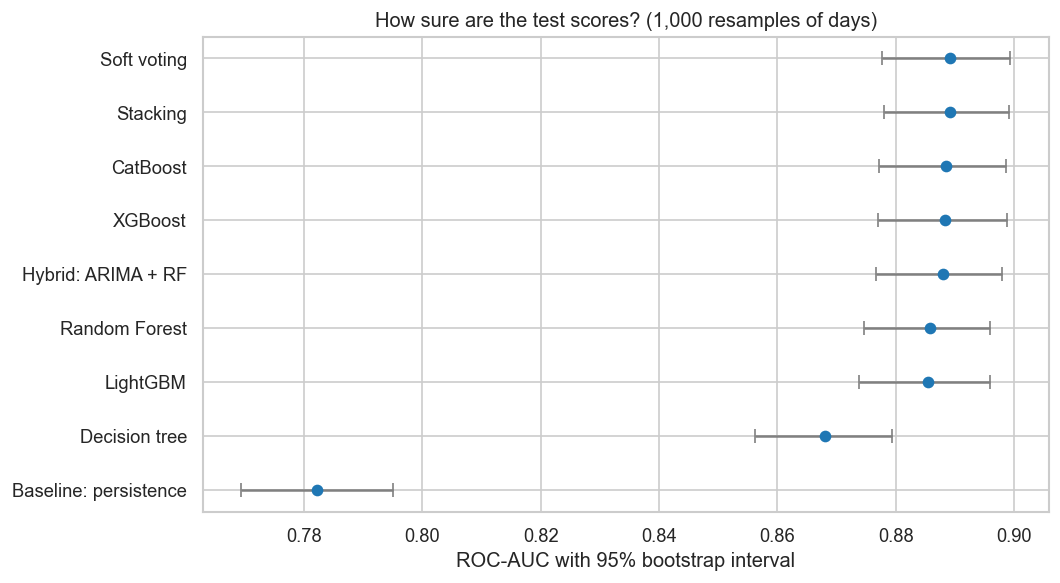 How sure are the test scores? (1,000 resamples of days)
Soft voting
Stacking
CatBoost
XGBoost
Hybrid: ARIMA + RF
Random Forest
LightGBM
Decision tree
Baseline: persistence
0.78 0.80 0.82 0.84 0.86 0.88 0.90
ROC-AUC with 95% bootstrap interval